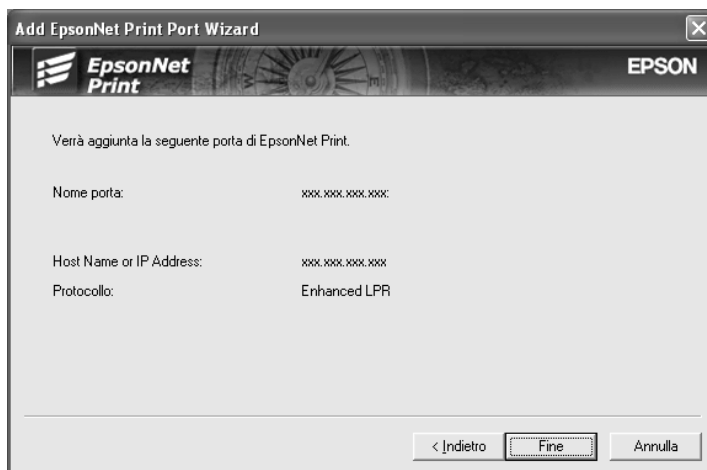 Add EpsonNet Print Port Wizard
EpsonNet
Print
EPSON
W
E
Verrà aggiunta la seguente porta di EpsonNet Print.
Nome porta: xxx.xxx.xxx.xxx:
Host Name or IP Address: xxx.xxx.xxx.xxx
Protocollo: Enhanced LPR
< Indietro Fine Annulla